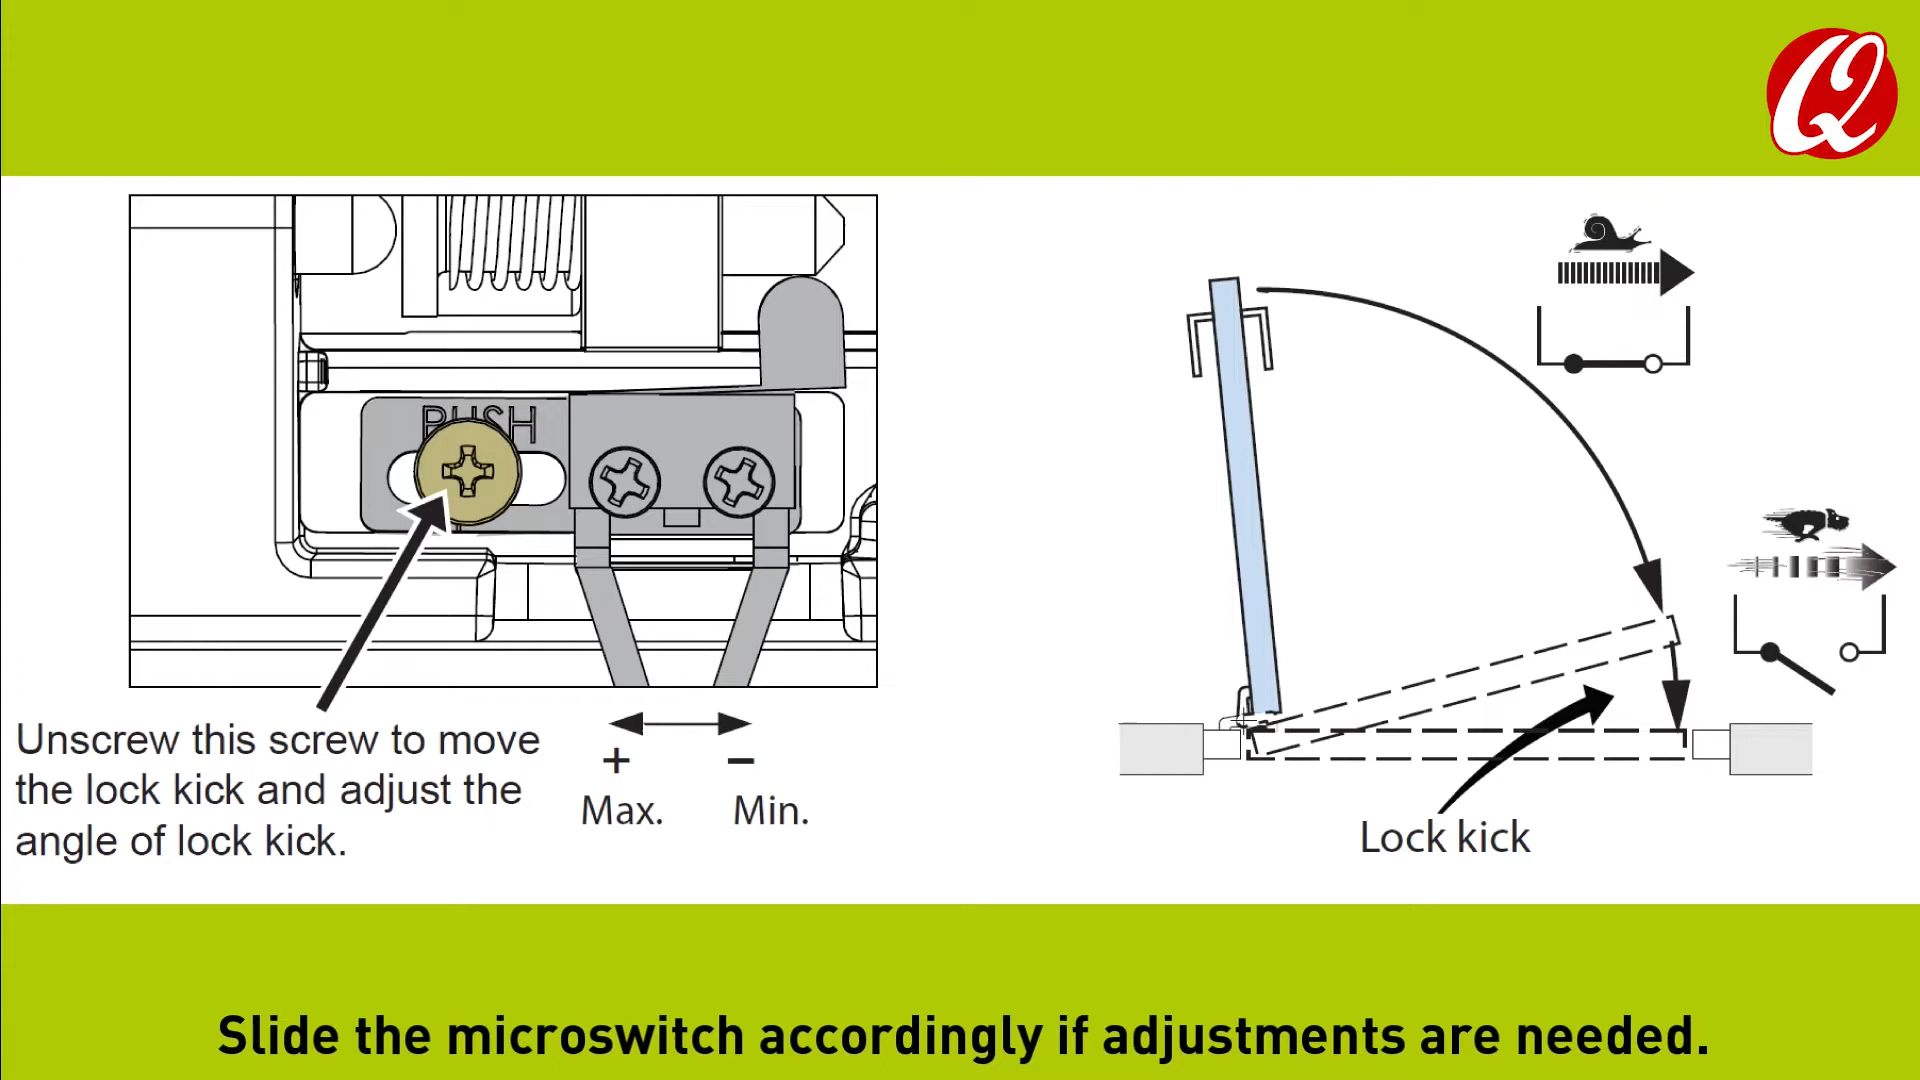 Q
PUSH
Unscrew this screw to move
the lock kick and adjust the
angle of lock kick.
+ −
Max. Min.
Lock kick
Slide the microswitch accordingly if adjustments are needed.